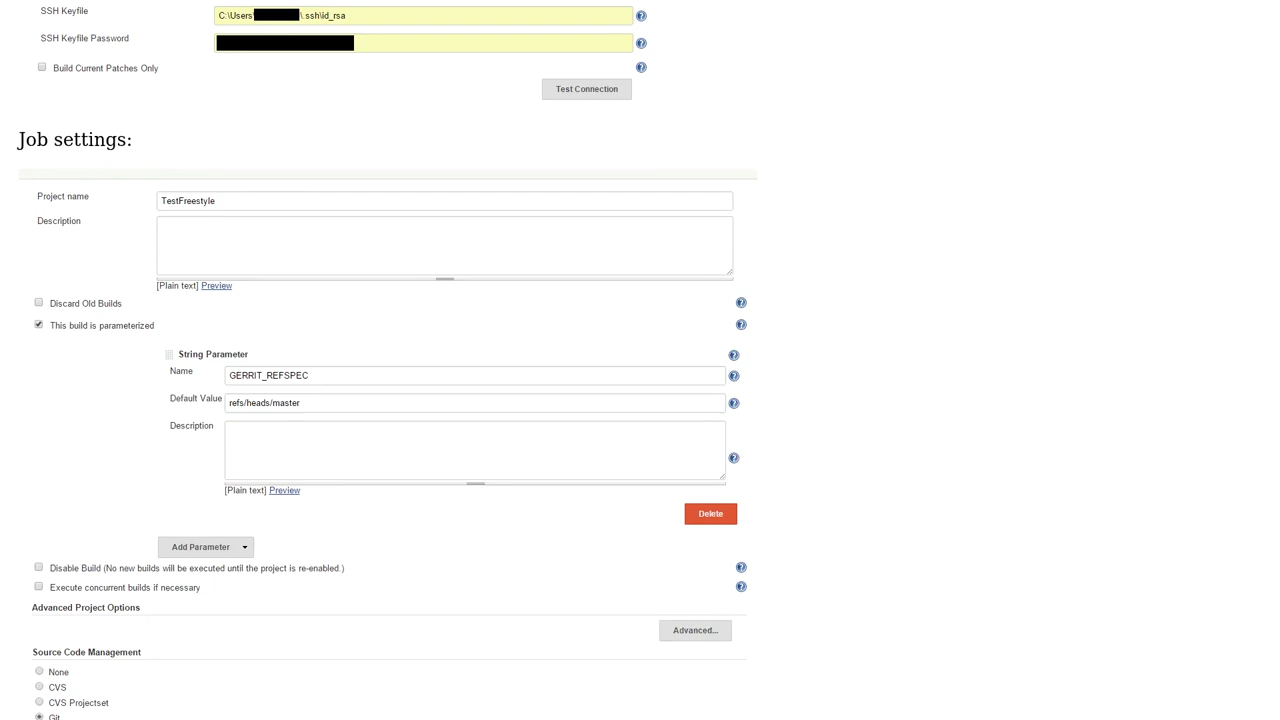 SSH Keyfile
C:\Users\ \.ssh\id_rsa
SSH Keyfile Password
Build Current Patches Only
Test Connection
Job settings:
Project name
TestFreestyle
Description
[Plain text] Preview
Discard Old Builds
This build is parameterized
String Parameter
Name
GERRIT_REFSPEC
Default Value
refs/heads/master
Description
[Plain text] Preview
Delete
Add Parameter
Disable Build (No new builds will be executed until the project is re-enabled.)
Execute concurrent builds if necessary
Advanced Project Options
Advanced...
Source Code Management
None
CVS
CVS Projectset
Git